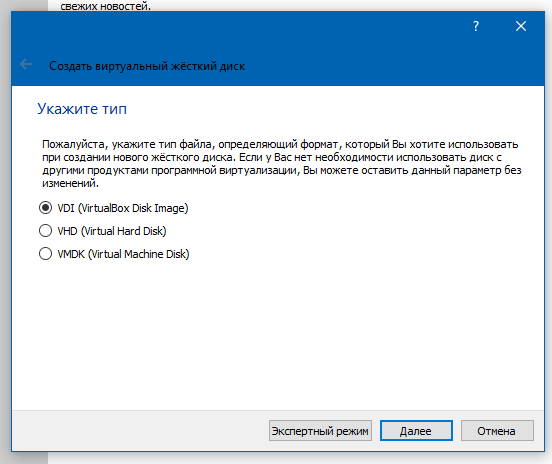 свежих новостей.
?
Создать виртуальный жёсткий диск
Укажите тип
Пожалуйста, укажите тип файла, определяющий формат, который Вы хотите использовать
при создании нового жёсткого диска. Если у Вас нет необходимости использовать диск с
другими продуктами программной виртуализации, Вы можете оставить данный параметр без
изменений.
VDI (VirtualBox Disk Image)
VHD (Virtual Hard Disk)
VMDK (Virtual Machine Disk)
Экспертный режим Далее Отмена